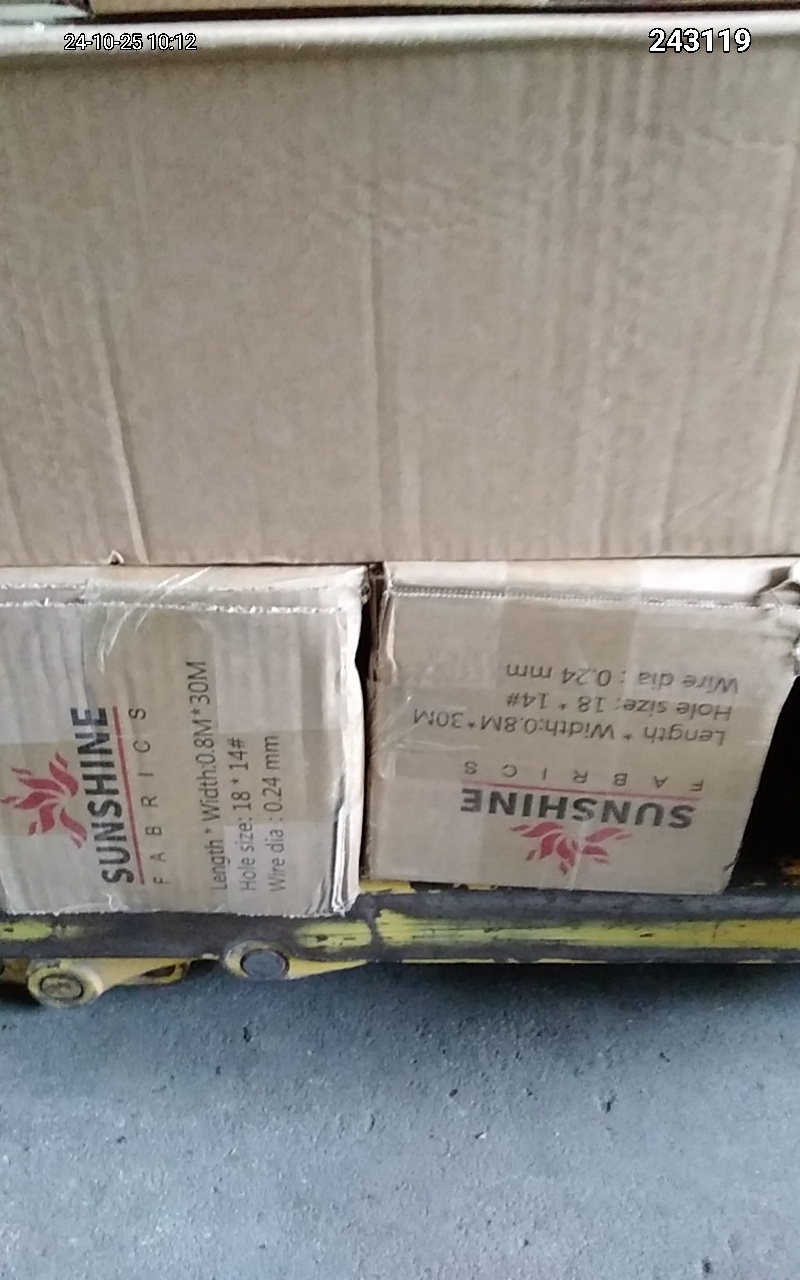 24-10-25 10:12
243119
SUNSHINE
FABRICS
Length * Width:0.8M*30M
Hole size: 18 * 14#
Wire dia : 0.24 mm
SUNSHINE
FABRICS
Length * Width:0.8M*30M
Hole size: 18 * 14#
Wire dia : 0.24 mm